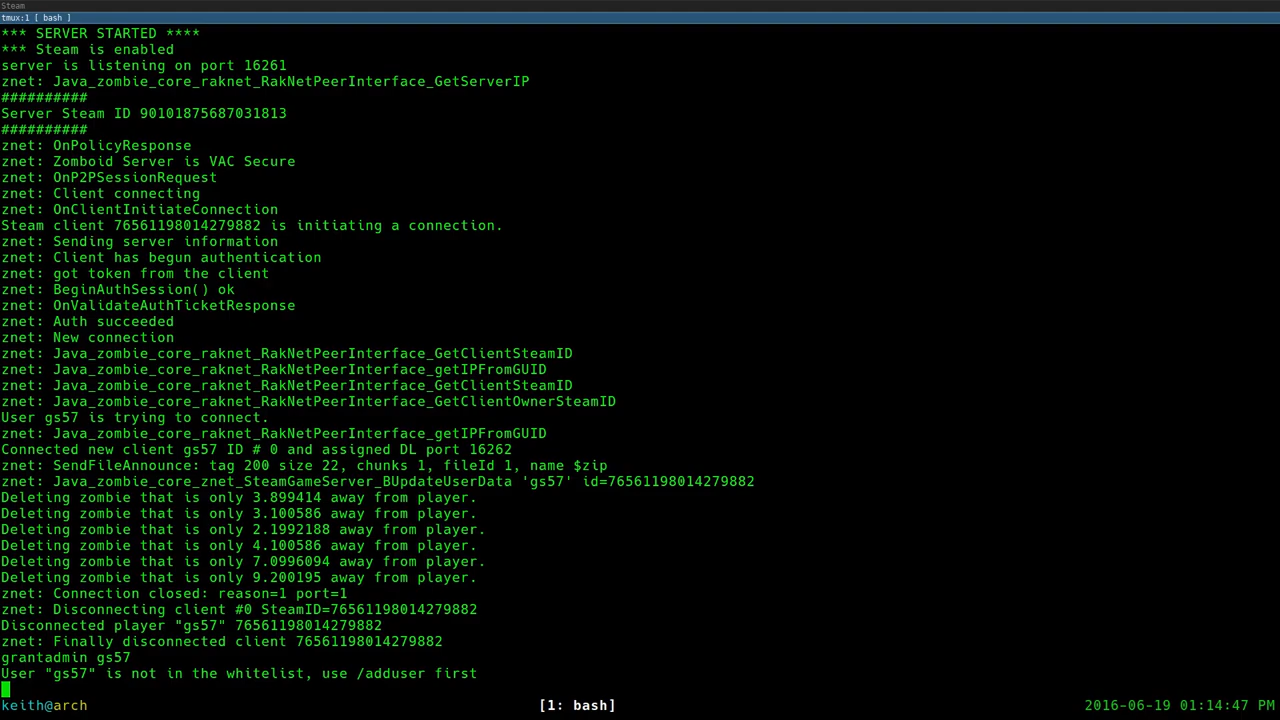 Steam
tmux:1 [ bash ]
*** SERVER STARTED ****
*** Steam is enabled
server is listening on port 16261
znet: Java_zombie_core_raknet_RakNetPeerInterface_GetServerIP
##########
Server Steam ID 90101875687031813
##########
znet: OnPolicyResponse
znet: Zomboid Server is VAC Secure
znet: OnP2PSessionRequest
znet: Client connecting
znet: OnClientInitiateConnection
Steam client 76561198014279882 is initiating a connection.
znet: Sending server information
znet: Client has begun authentication
znet: got token from the client
znet: BeginAuthSession() ok
znet: OnValidateAuthTicketResponse
znet: Auth succeeded
znet: New connection
znet: Java_zombie_core_raknet_RakNetPeerInterface_GetClientSteamID
znet: Java_zombie_core_raknet_RakNetPeerInterface_getIPFromGUID
znet: Java_zombie_core_raknet_RakNetPeerInterface_GetClientSteamID
znet: Java_zombie_core_raknet_RakNetPeerInterface_GetClientOwnerSteamID
User gs57 is trying to connect.
znet: Java_zombie_core_raknet_RakNetPeerInterface_getIPFromGUID
Connected new client gs57 ID # 0 and assigned DL port 16262
znet: SendFileAnnounce: tag 200 size 22, chunks 1, fileId 1, name $zip
znet: Java_zombie_core_znet_SteamGameServer_BUpdateUserData 'gs57' id=76561198014279882
Deleting zombie that is only 3.899414 away from player.
Deleting zombie that is only 3.100586 away from player.
Deleting zombie that is only 2.1992188 away from player.
Deleting zombie that is only 4.100586 away from player.
Deleting zombie that is only 7.0996094 away from player.
Deleting zombie that is only 9.200195 away from player.
znet: Connection closed: reason=1 port=1
znet: Disconnecting client #0 SteamID=76561198014279882
Disconnected player "gs57" 76561198014279882
znet: Finally disconnected client 76561198014279882
grantadmin gs57
User "gs57" is not in the whitelist, use /adduser first
keith@arch [1: bash] 2016-06-19 01:14:47 PM